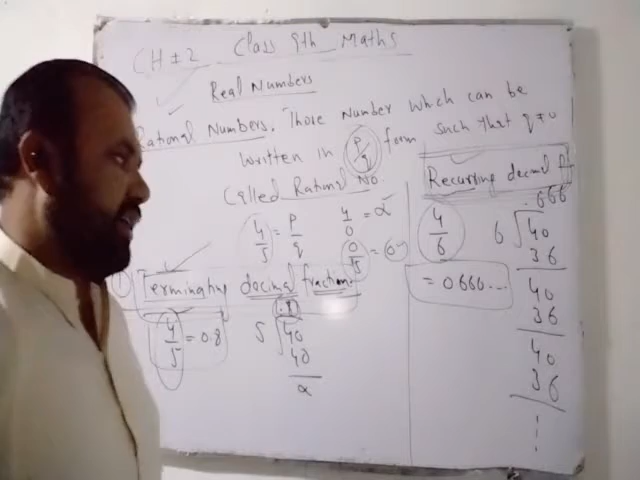 CH # 2 Class 9th Maths
Real Numbers
Rational Numbers. Those Number which can be
written in P/q form such that q≠0
Called Rational No.
4/5 = P/q
4/0 = α
0/5 = 0
① Terminating decimal fraction.
4/5 = 0.8
.8
5 40
40
x
Recurring decimal f
4/6
.666
6 40
36
40
36
40
36
= 0.666...